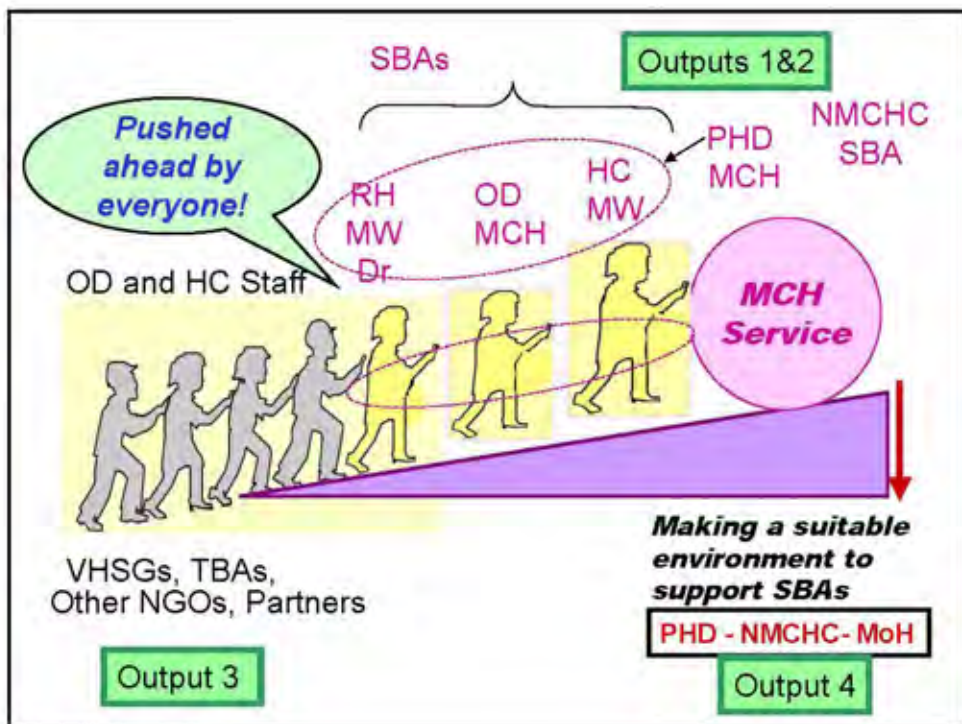 SBAs
Outputs 1&2
Pushed
ahead by
everyone!
RH
MW
Dr
OD
MCH
HC
MW
PHD
MCH
NMCHC
SBA
OD and HC Staff
MCH
Service
VHSGs, TBAs,
Other NGOs, Partners
Output 3
Making a suitable
environment to
support SBAs
PHD - NMCHC- MoH
Output 4